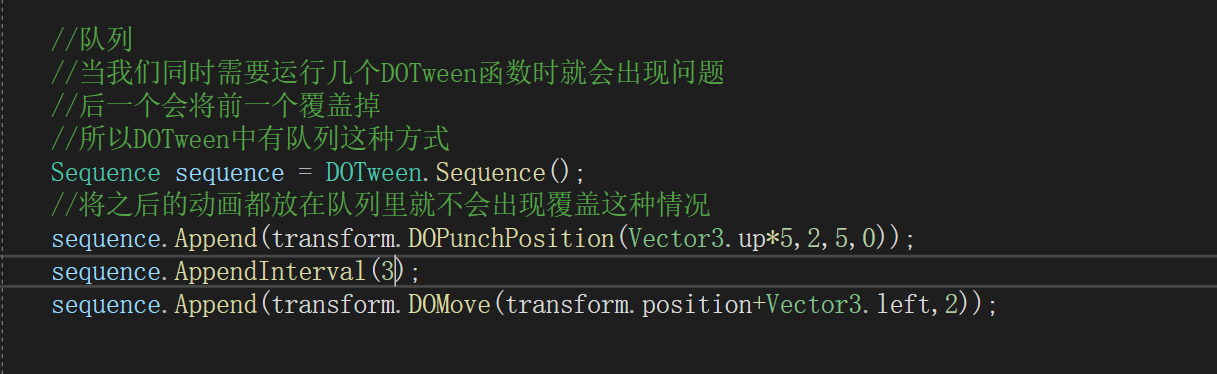 //队列
//当我们同时需要运行几个DOTween函数时就会出现问题
//后一个会将前一个覆盖掉
//所以DOTween中有队列这种方式
Sequence sequence = DOTween.Sequence();
//将之后的动画都放在队列里就不会出现覆盖这种情况
sequence.Append(transform.DOPunchPosition(Vector3.up*5,2,5,0));
sequence.AppendInterval(3);
sequence.Append(transform.DOMove(transform.position+Vector3.left,2));